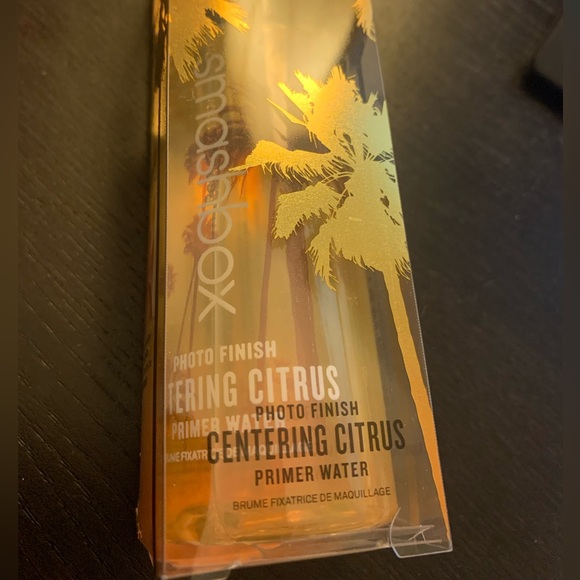 smashbox
PHOTO FINISH
TERING CITRUS
PRIMER WATER
PHOTO FINISH
CENTERING CITRUS
PRIMER WATER
BRUME FIXATRICE DE MAQUILLAGE